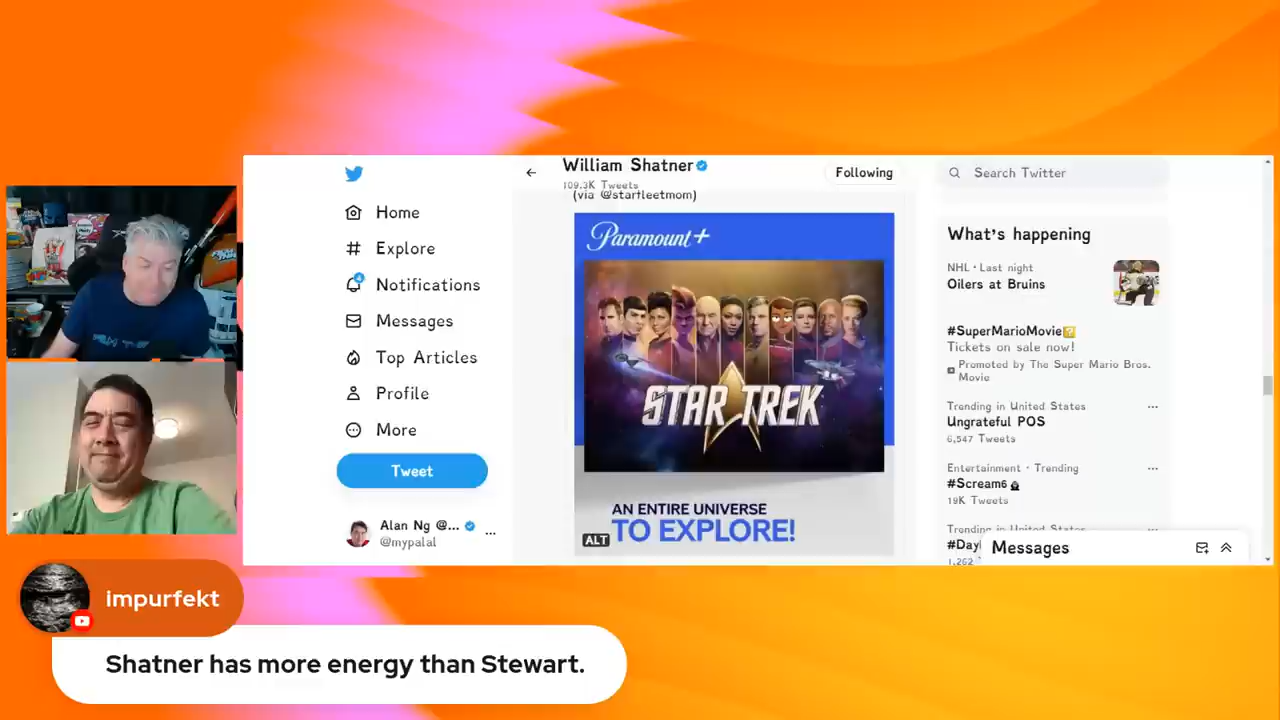 William Shatner
109.3K Tweets
Following
(via @starfleetmom)
Home
Explore
Notifications
Messages
Top Articles
Profile
More
Tweet
Alan Ng @...
@mypalal
...
Paramount+
STAR TREK
AN ENTIRE UNIVERSE
TO EXPLORE!
ALT
Search Twitter
What's happening
NHL · Last night
Oilers at Bruins
#SuperMarioMovie
Tickets on sale now!
Promoted by The Super Mario Bros.
Movie
Trending in United States
Ungrateful POS
6,547 Tweets
Entertainment · Trending
#Scream6
19K Tweets
Trending in United States
#Day
1,262
Messages
impurfekt
Shatner has more energy than Stewart.